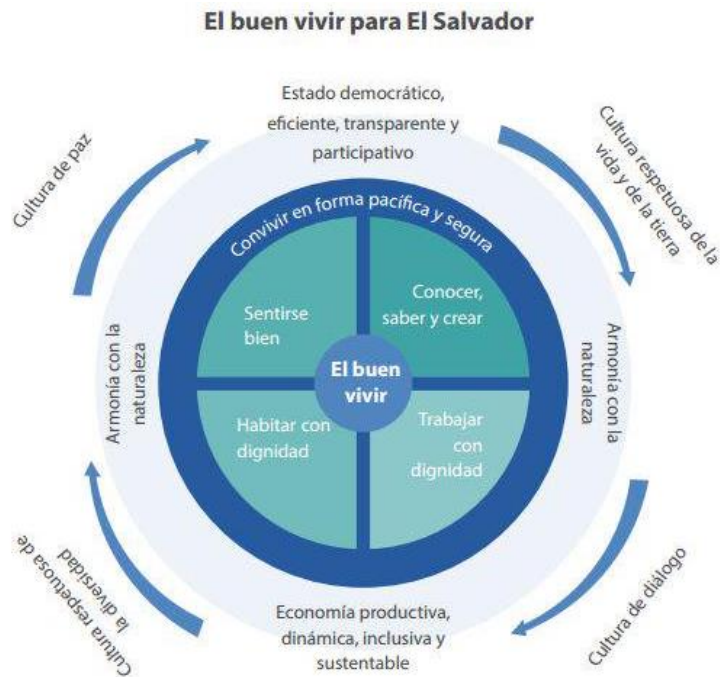 El buen vivir para El Salvador
Estado democrático,
eficiente, transparente y
participativo
Cultura de paz
Cultura respetuosa de la
vida y de la tierra
Convivir en forma pacífica y segura
Sentirse
bien
Conocer,
saber y crear
Armonía con la
naturaleza
El buen
vivir
Armonía con la
naturaleza
Habitar con
dignidad
Trabajar
con
dignidad
Cultura respetuosa de
la diversidad
Economía productiva,
dinámica, inclusiva y
sustentable
Cultura de diálogo